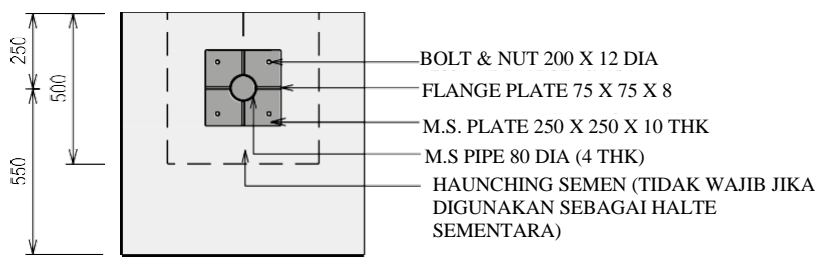 250
500
550
BOLT & NUT 200 X 12 DIA
FLANGE PLATE 75 X 75 X 8
M.S. PLATE 250 X 250 X 10 THK
M.S PIPE 80 DIA (4 THK)
HAUNCHING SEMEN (TIDAK WAJIB JIKA
DIGUNAKAN SEBAGAI HALTE
SEMENTARA)